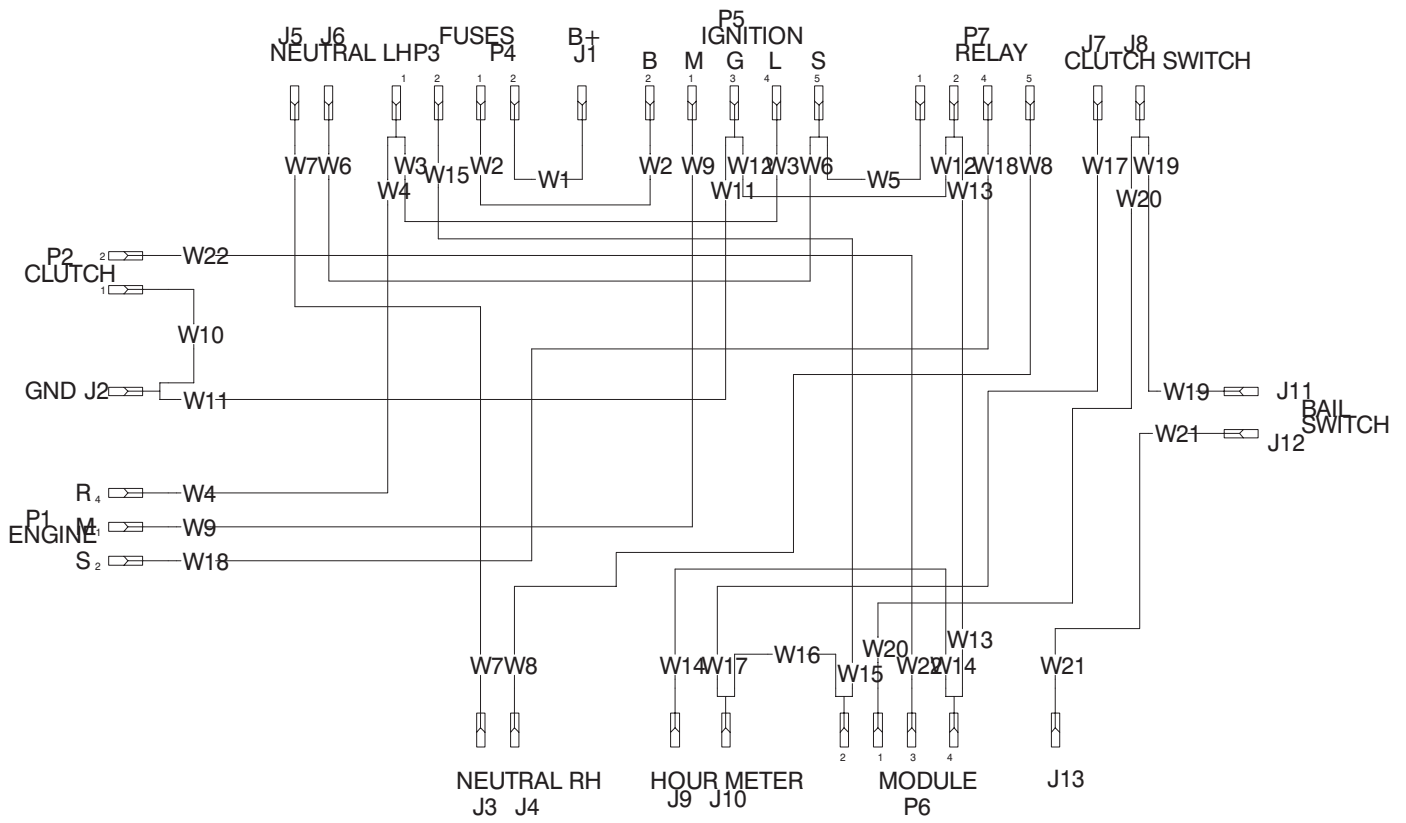 J5 J6 FUSES B+ P5 P7 J7 J8
NEUTRAL LH P3 P4 J1 IGNITION RELAY CLUTCH SWITCH
B M G L S
1 2 1 2 2 1 3 4 5 1 2 4 5
W7 W6 W3 W15 W2 W1 W2 W9 W12 W3 W6 W5 W12 W18 W8 W17 W19
W4 W11 W13 W20
P2 2 W22
CLUTCH
1
W10
GND J2 W11 W19 J11
BAIL
SWITCH
W21 J12
R 4 W4
P1 M 1 W9
ENGINE
S 2 W18
W13
W7 W8 W14 W17 W16 W15 W20 W22 W14 W21
2 1 3 4
NEUTRAL RH HOUR METER MODULE J13
J3 J4 J9 J10 P6